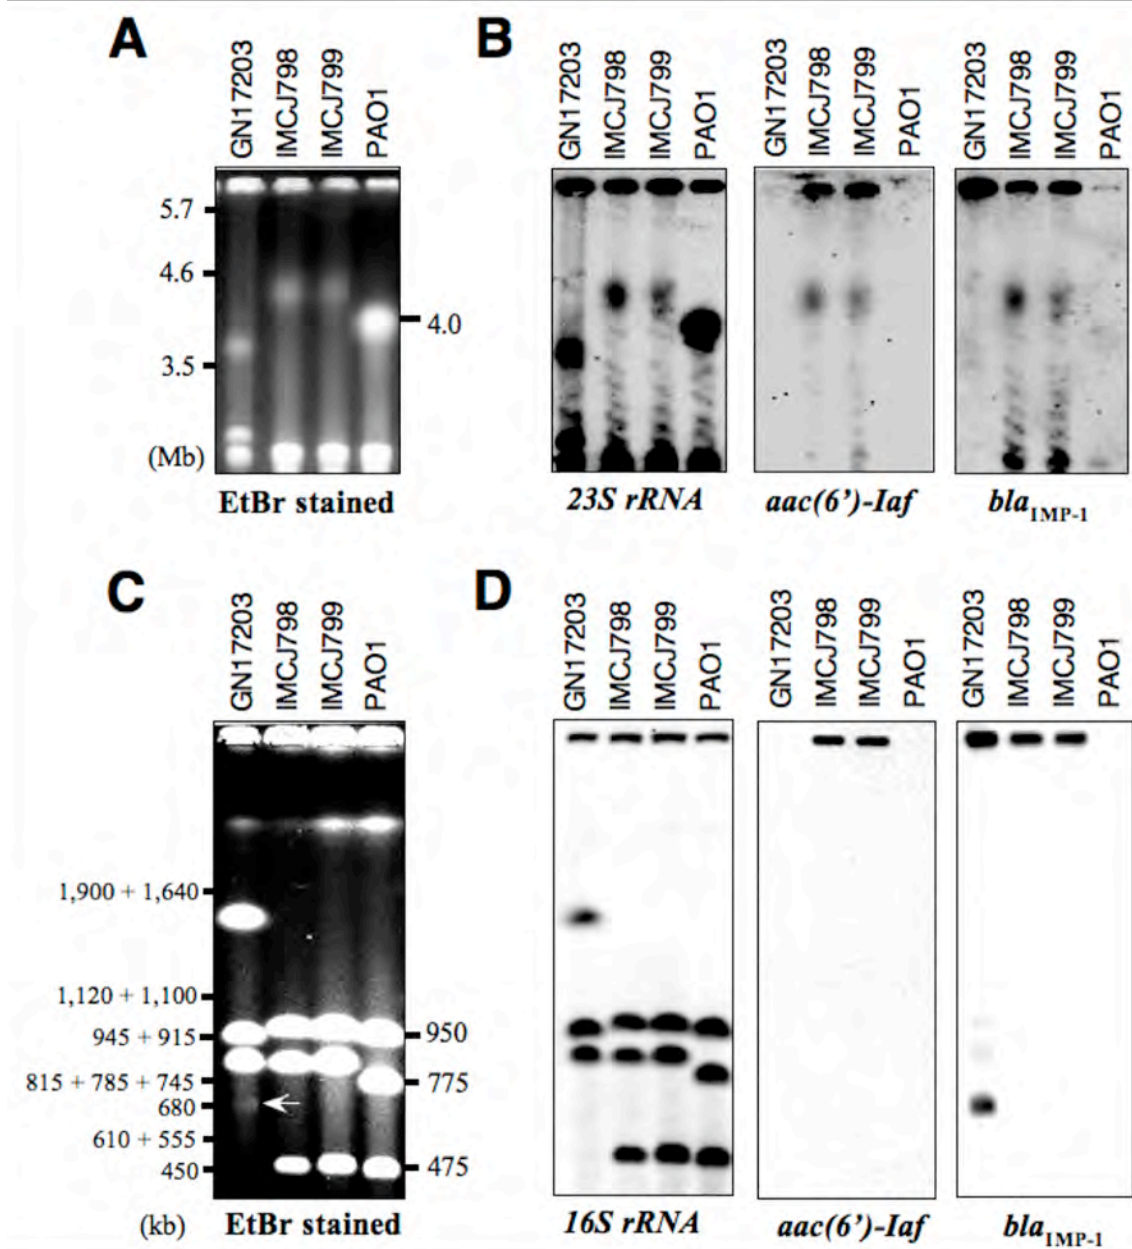 A
B
GN17203 IMCJ798 IMCJ799 PAO1
GN17203 IMCJ798 IMCJ799 PAO1
GN17203 IMCJ798 IMCJ799 PAO1
GN17203 IMCJ798 IMCJ799 PAO1
5.7
4.6
4.0
3.5
(Mb)
EtBr stained
23S rRNA
aac(6')-Iaf
blaIMP-1
C
D
GN17203 IMCJ798 IMCJ799 PAO1
GN17203 IMCJ798 IMCJ799 PAO1
GN17203 IMCJ798 IMCJ799 PAO1
GN17203 IMCJ798 IMCJ799 PAO1
1,900 + 1,640
1,120 + 1,100
945 + 915
950
815 + 785 + 745
775
680
610 + 555
450
475
(kb)
EtBr stained
16S rRNA
aac(6')-Iaf
blaIMP-1